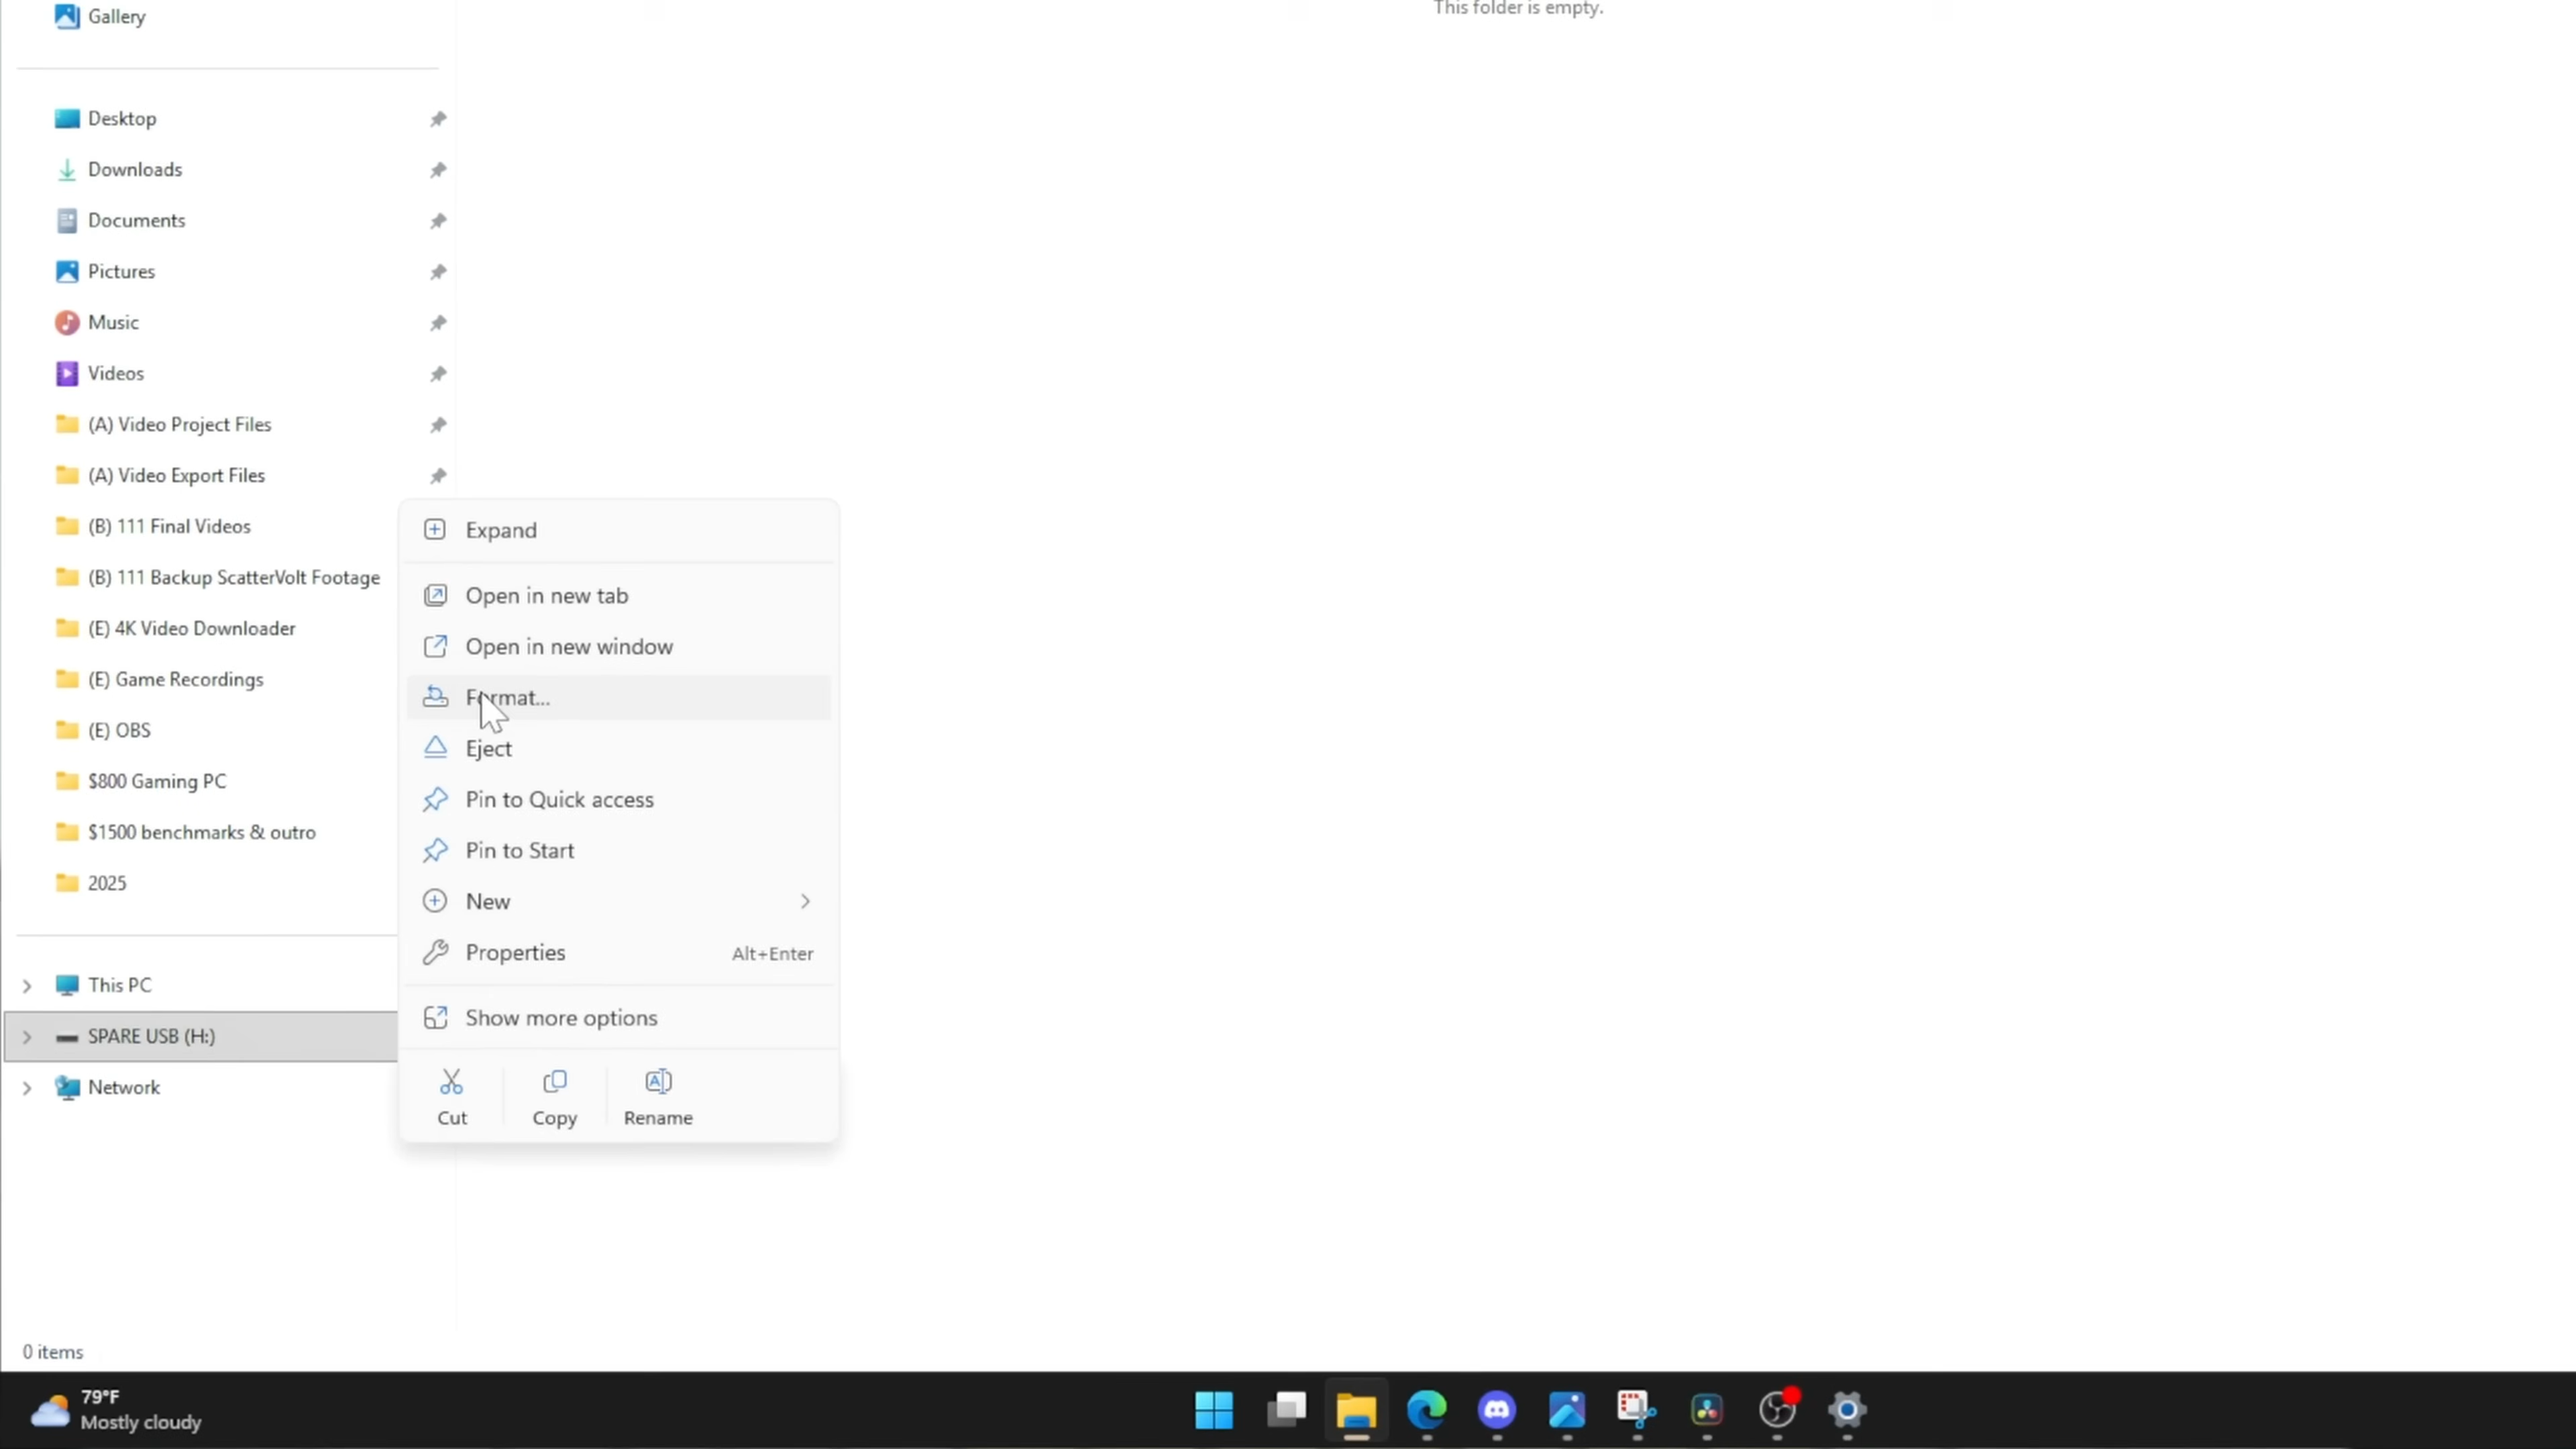 Gallery
This folder is empty.
Desktop
Downloads
Documents
Pictures
Music
Videos
(A) Video Project Files
(A) Video Export Files
(B) 111 Final Videos
(B) 111 Backup ScatterVolt Footage
(E) 4K Video Downloader
(E) Game Recordings
(E) OBS
$800 Gaming PC
$1500 benchmarks & outro
2025
This PC
SPARE USB (H:)
Network
Expand
Open in new tab
Open in new window
Format...
Eject
Pin to Quick access
Pin to Start
New
Properties Alt+Enter
Show more options
Cut Copy Rename
0 items
79°F
Mostly cloudy